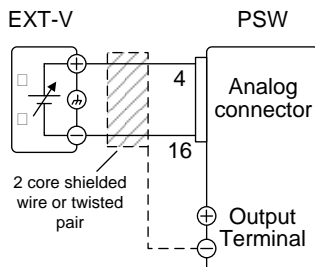 EXT-V
PSW
4
Analog
connector
16
2 core shielded
wire or twisted
pair
Output
Terminal